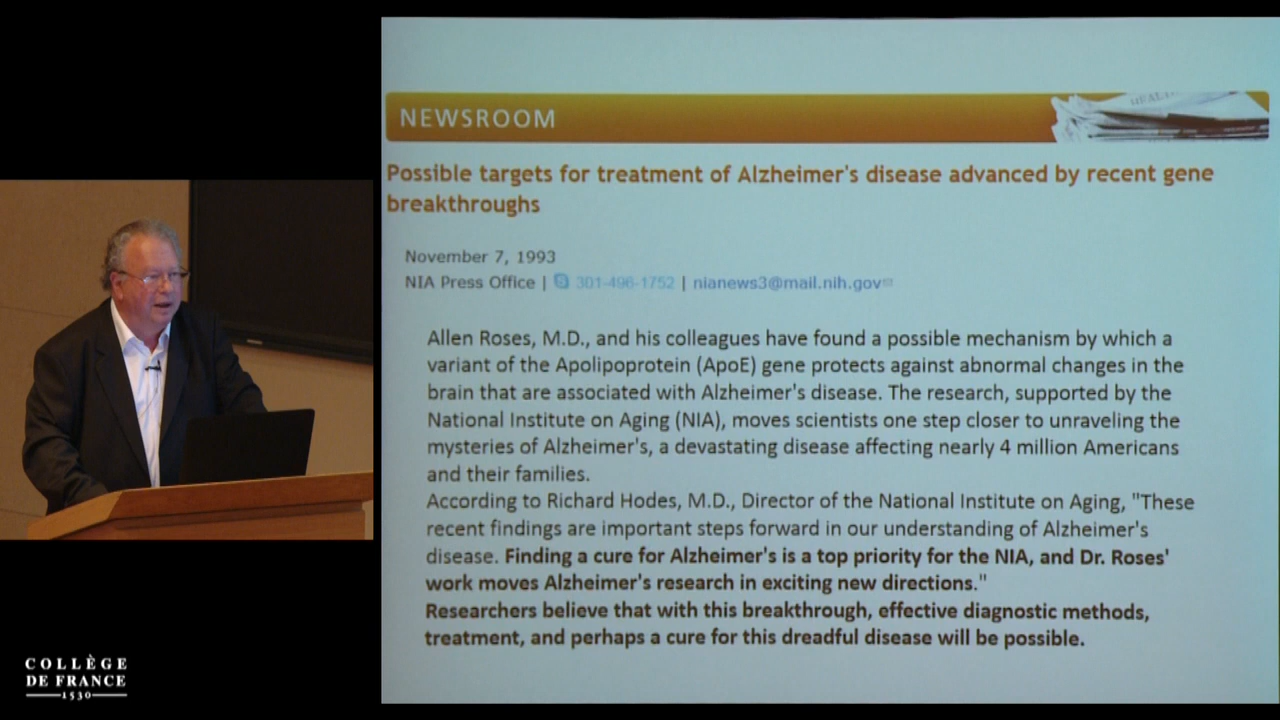 NEWSROOM
Possible targets for treatment of Alzheimer's disease advanced by recent gene
breakthroughs
November 7, 1993
NIA Press Office | 301-496-1752 | nianews3@mail.nih.gov
Allen Roses, M.D., and his colleagues have found a possible mechanism by which a
variant of the Apolipoprotein (ApoE) gene protects against abnormal changes in the
brain that are associated with Alzheimer's disease. The research, supported by the
National Institute on Aging (NIA), moves scientists one step closer to unraveling the
mysteries of Alzheimer's, a devastating disease affecting nearly 4 million Americans
and their families.
According to Richard Hodes, M.D., Director of the National Institute on Aging, "These
recent findings are important steps forward in our understanding of Alzheimer's
disease. Finding a cure for Alzheimer's is a top priority for the NIA, and Dr. Roses'
work moves Alzheimer's research in exciting new directions."
Researchers believe that with this breakthrough, effective diagnostic methods,
treatment, and perhaps a cure for this dreadful disease will be possible.
COLLÈGE
DE FRANCE
1530